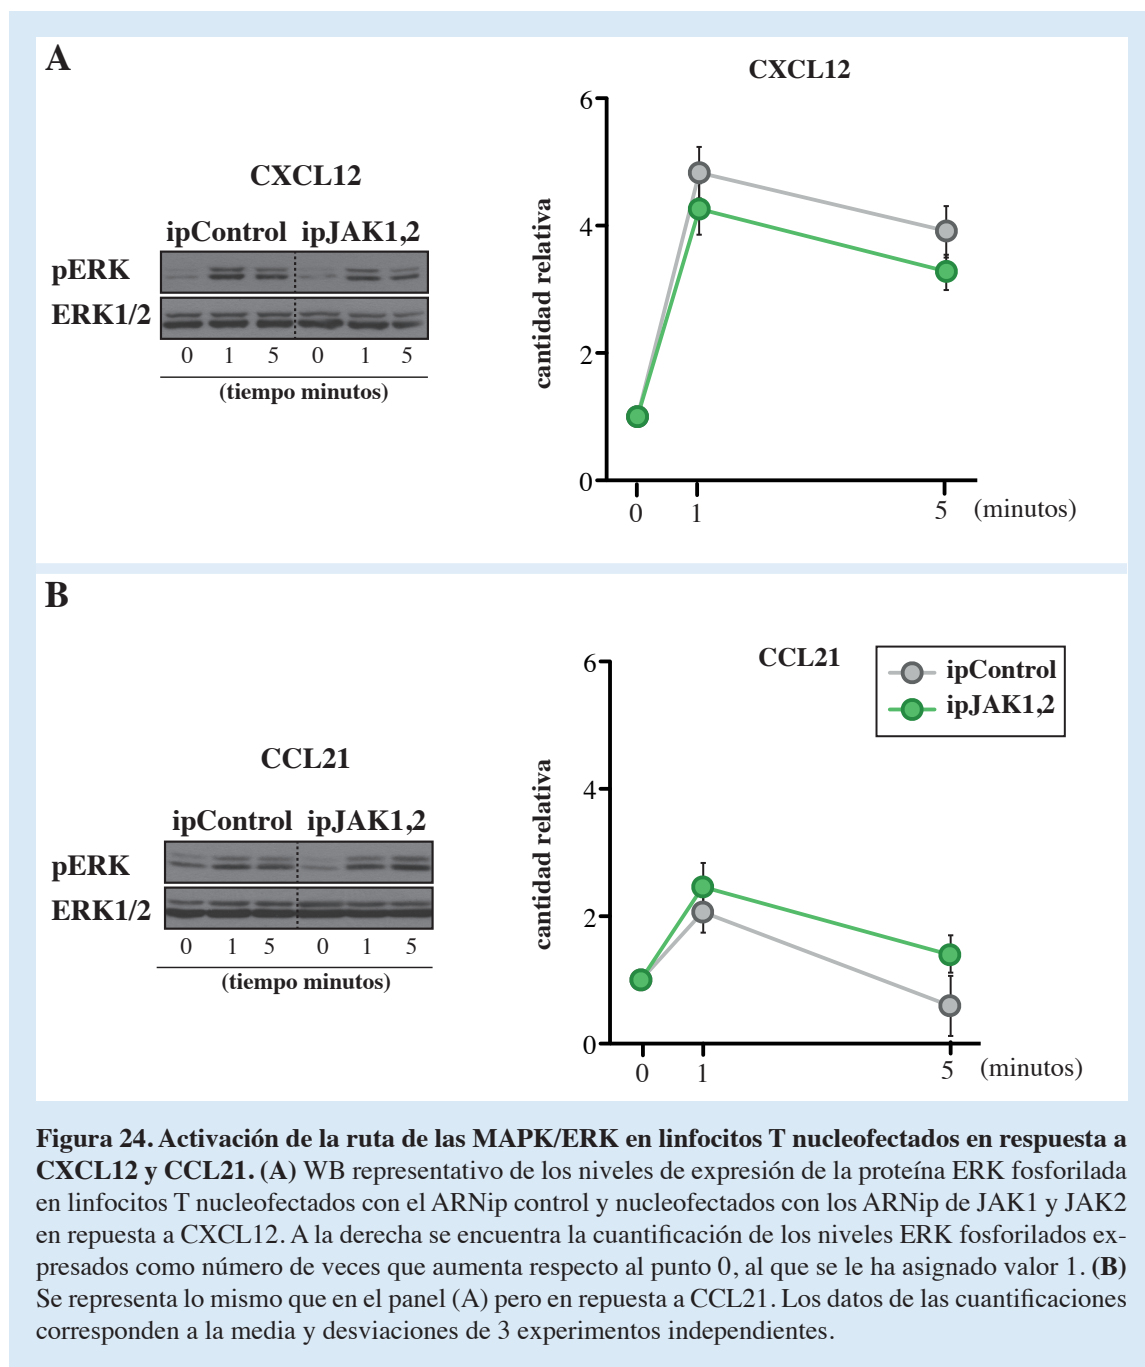 A
CXCL12
ipControl ipJAK1,2
pERK
ERK1/2
0 1 5 0 1 5
(tiempo minutos)
CXCL12
cantidad relativa
6
4
2
0
0 1 5 (minutos)
B
CCL21
ipControl ipJAK1,2
pERK
ERK1/2
0 1 5 0 1 5
(tiempo minutos)
CCL21
ipControl
ipJAK1,2
cantidad relativa
6
4
2
0
0 1 5 (minutos)
Figura 24. Activación de la ruta de las MAPK/ERK en linfocitos T nucleofectados en respuesta a
CXCL12 y CCL21. (A) WB representativo de los niveles de expresión de la proteína ERK fosforilada
en linfocitos T nucleofectados con el ARNip control y nucleofectados con los ARNip de JAK1 y JAK2
en repuesta a CXCL12. A la derecha se encuentra la cuantificación de los niveles ERK fosforilados ex-
presados como número de veces que aumenta respecto al punto 0, al que se le ha asignado valor 1. (B)
Se representa lo mismo que en el panel (A) pero en repuesta a CCL21. Los datos de las cuantificaciones
corresponden a la media y desviaciones de 3 experimentos independientes.